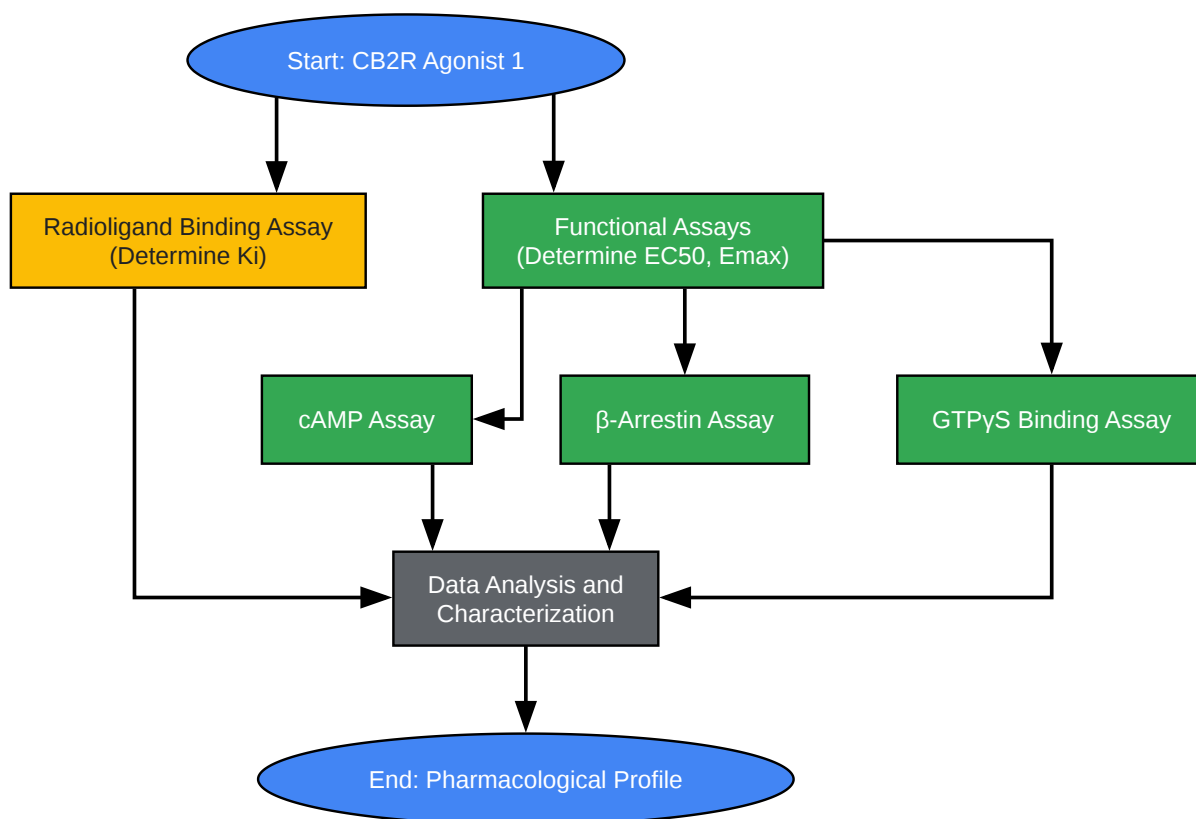 Start: CB2R Agonist 1
Radioligand Binding Assay
(Determine Ki)
Functional Assays
(Determine EC50, Emax)
cAMP Assay
β-Arrestin Assay
GTPγS Binding Assay
Data Analysis and
Characterization
End: Pharmacological Profile